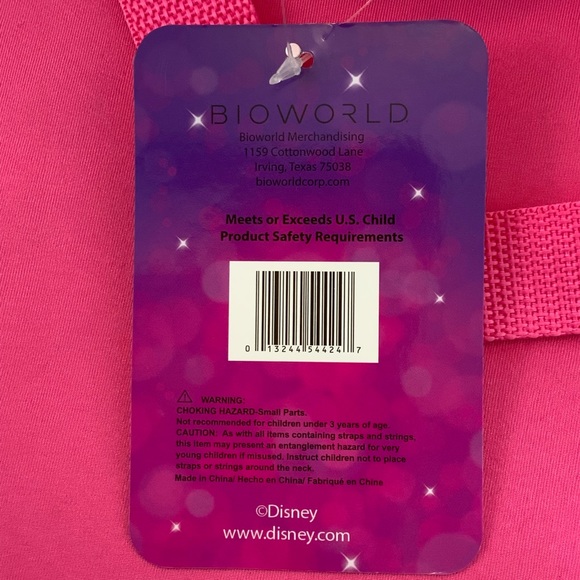 BIOWORLD
Bioworld Merchandising
1159 Cottonwood Lane
Irving, Texas 75038
bioworldcorp.com
Meets or Exceeds U.S. Child
Product Safety Requirements
0 13244 54424 7
WARNING:
CHOKING HAZARD-Small Parts.
Not recommended for children under 3 years of age.
CAUTION: As with all items containing straps and strings,
this item may present an entanglement hazard for very
young children if misused. Instruct children not to place
straps or strings around the neck.
Made in China/ Hecho en China/ Fabriqué en China
©Disney
www.disney.com